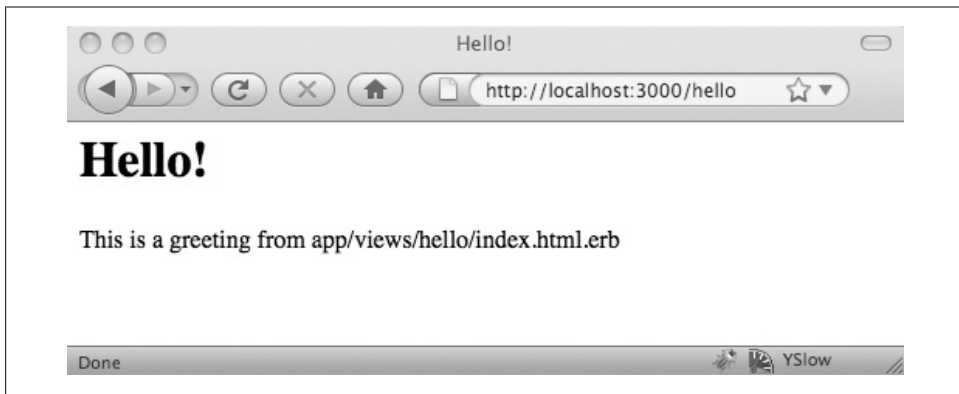 Hello!
http://localhost:3000/hello
Hello!
This is a greeting from app/views/hello/index.html.erb
Done
YSlow